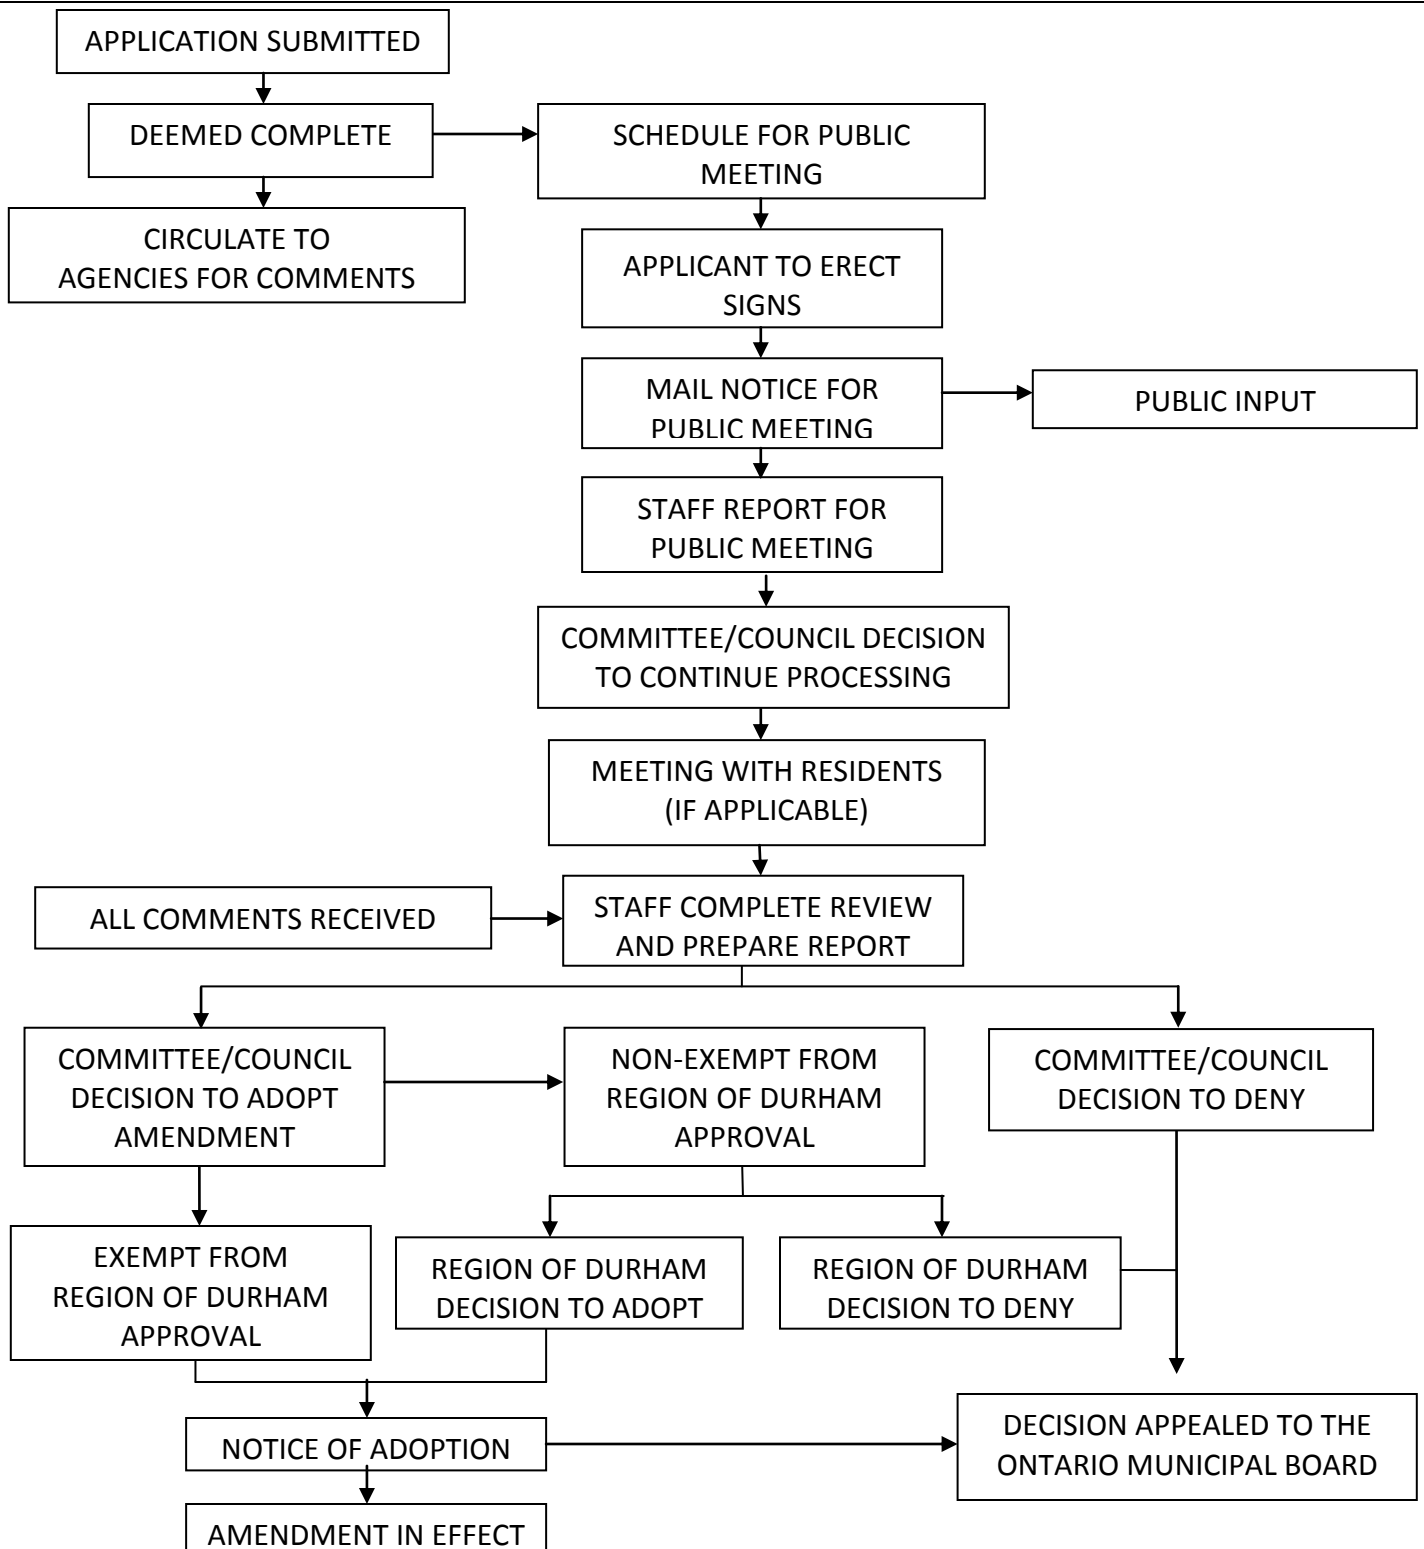 APPLICATION SUBMITTED
DEEMED COMPLETE
SCHEDULE FOR PUBLIC
MEETING
CIRCULATE TO
AGENCIES FOR COMMENTS
APPLICANT TO ERECT
SIGNS
MAIL NOTICE FOR
PUBLIC MEETING
PUBLIC INPUT
STAFF REPORT FOR
PUBLIC MEETING
COMMITTEE/COUNCIL DECISION
TO CONTINUE PROCESSING
MEETING WITH RESIDENTS
(IF APPLICABLE)
ALL COMMENTS RECEIVED
STAFF COMPLETE REVIEW
AND PREPARE REPORT
COMMITTEE/COUNCIL
DECISION TO ADOPT
AMENDMENT
NON-EXEMPT FROM
REGION OF DURHAM
APPROVAL
COMMITTEE/COUNCIL
DECISION TO DENY
EXEMPT FROM
REGION OF DURHAM
APPROVAL
REGION OF DURHAM
DECISION TO ADOPT
REGION OF DURHAM
DECISION TO DENY
NOTICE OF ADOPTION
DECISION APPEALED TO THE
ONTARIO MUNICIPAL BOARD
AMENDMENT IN EFFECT